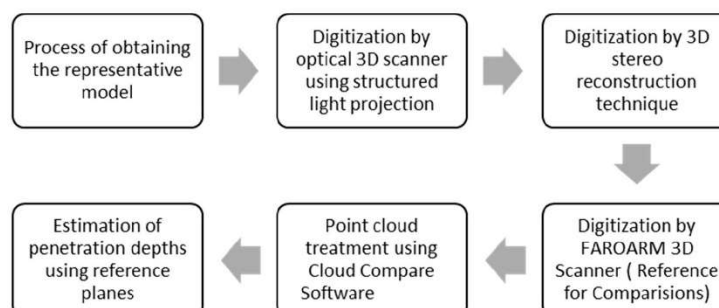 Process of obtaining
the representative
model
Digitization by
optical 3D scanner
using structured
light projection
Digitization by 3D
stereo
reconstruction
technique
Estimation of
penetration depths
using reference
planes
Point cloud
treatment using
Cloud Compare
Software
Digitization by
FAROARM 3D
Scanner ( Reference
for Comparisions)